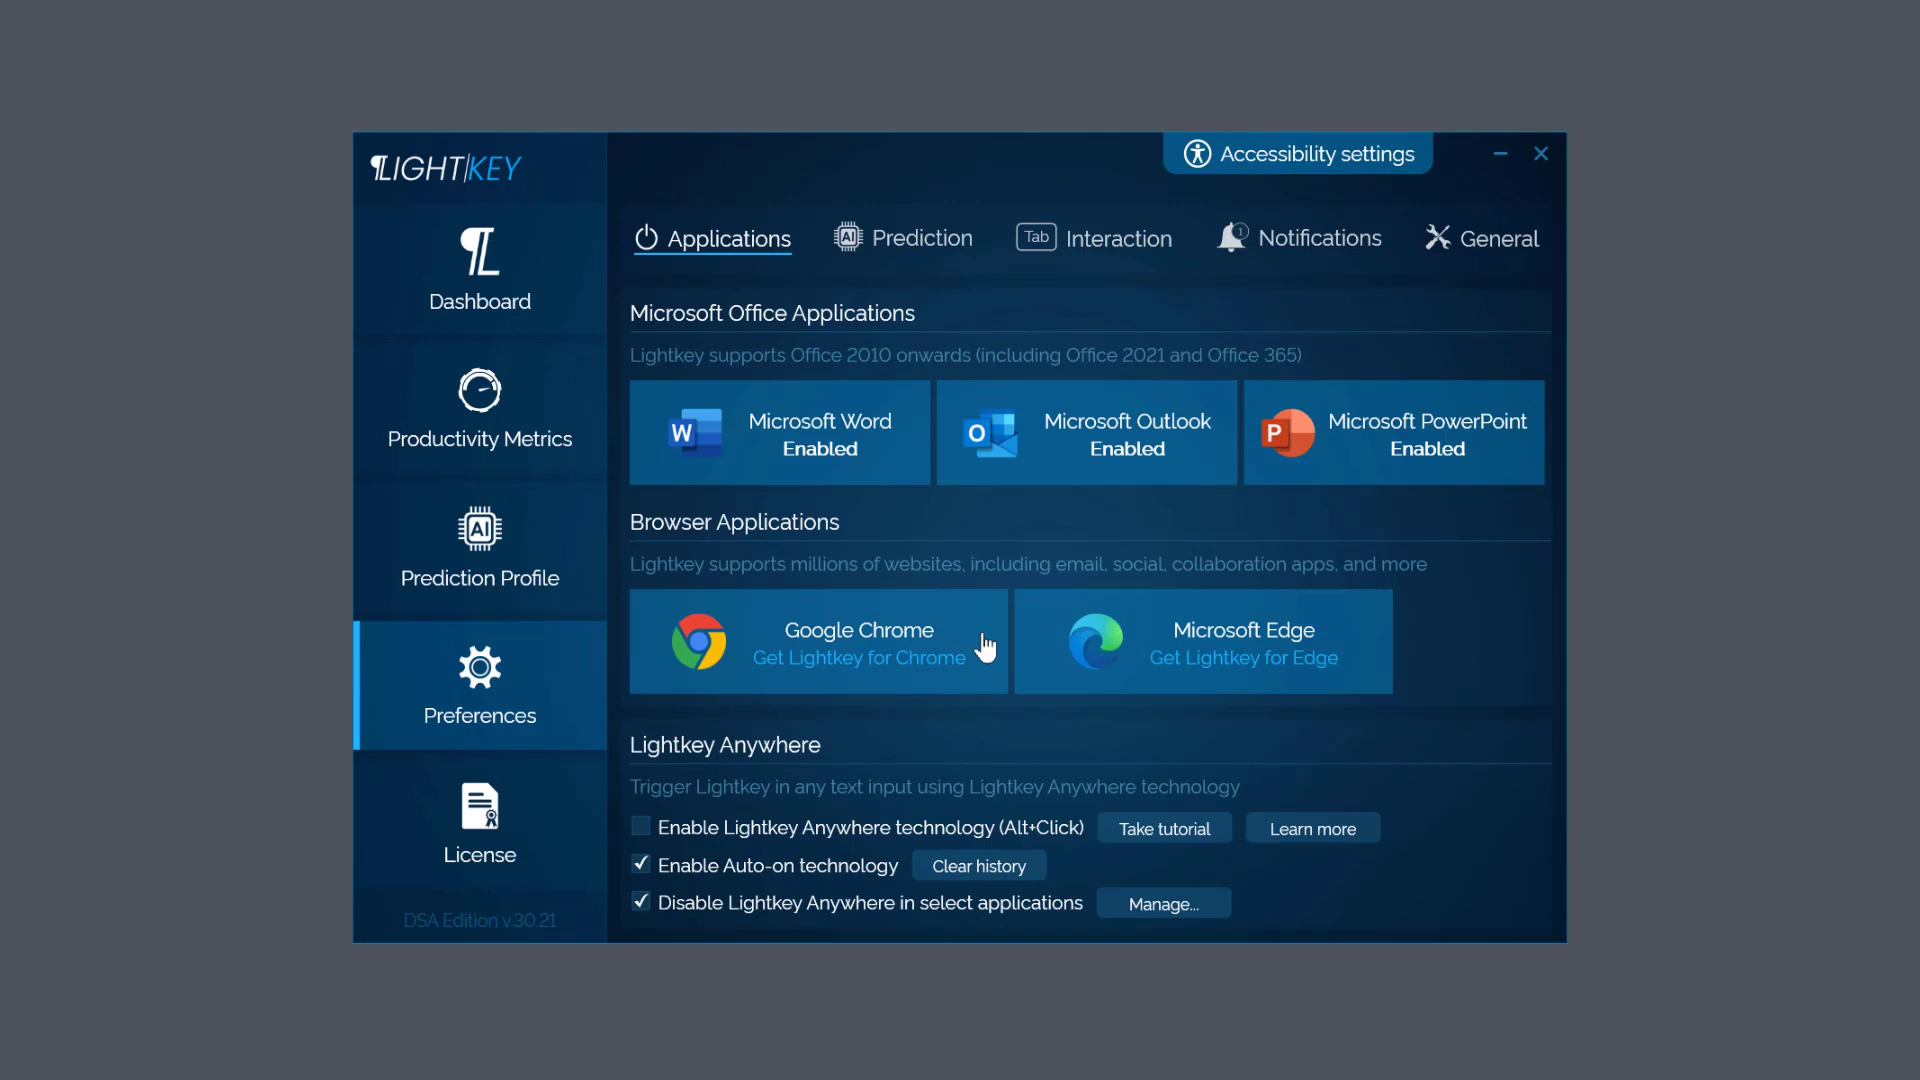 LIGHT|KEY
Accessibility settings
Dashboard
Productivity Metrics
AI
Prediction Profile
Preferences
License
DSA Edition v.30.21
Applications
AI Prediction
Tab Interaction
1 Notifications
General
Microsoft Office Applications
Lightkey supports Office 2010 onwards (including Office 2021 and Office 365)
W
Microsoft Word
Enabled
O
Microsoft Outlook
Enabled
P
Microsoft PowerPoint
Enabled
Browser Applications
Lightkey supports millions of websites, including email, social, collaboration apps, and more
Google Chrome
Get Lightkey for Chrome
Microsoft Edge
Get Lightkey for Edge
Lightkey Anywhere
Trigger Lightkey in any text input using Lightkey Anywhere technology
Enable Lightkey Anywhere technology (Alt+Click) Take tutorial Learn more
Enable Auto-on technology Clear history
Disable Lightkey Anywhere in select applications Manage...